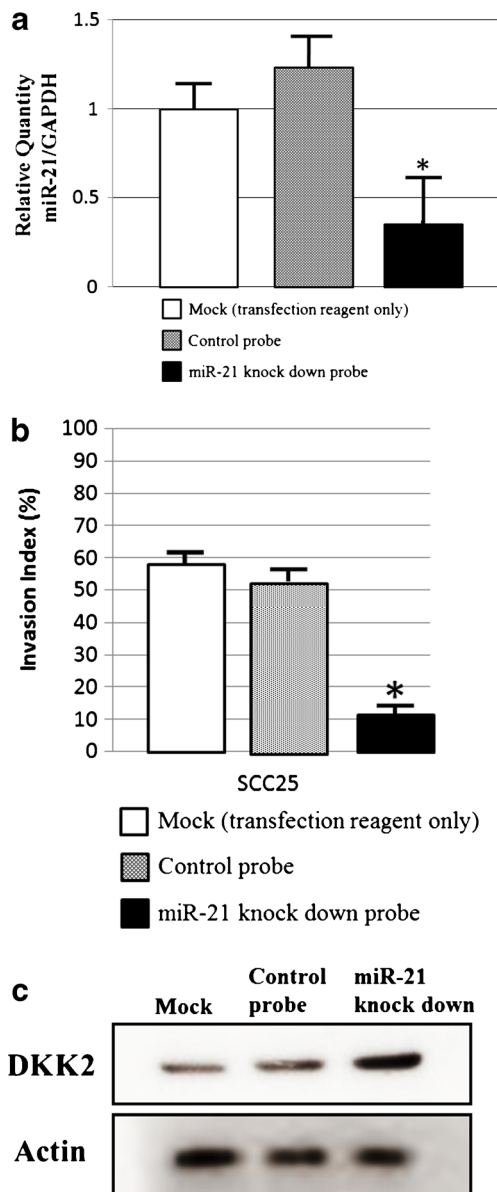 a
Relative Quantity
miR-21/GAPDH
1.5
1
0.5
0
*
Mock (transfection reagent only)
Control probe
miR-21 knock down probe
b
Invasion Index (%)
100
90
80
70
60
50
40
30
20
10
0
*
SCC25
Mock (transfection reagent only)
Control probe
miR-21 knock down probe
c
Mock
Control
probe
miR-21
knock down
DKK2
Actin